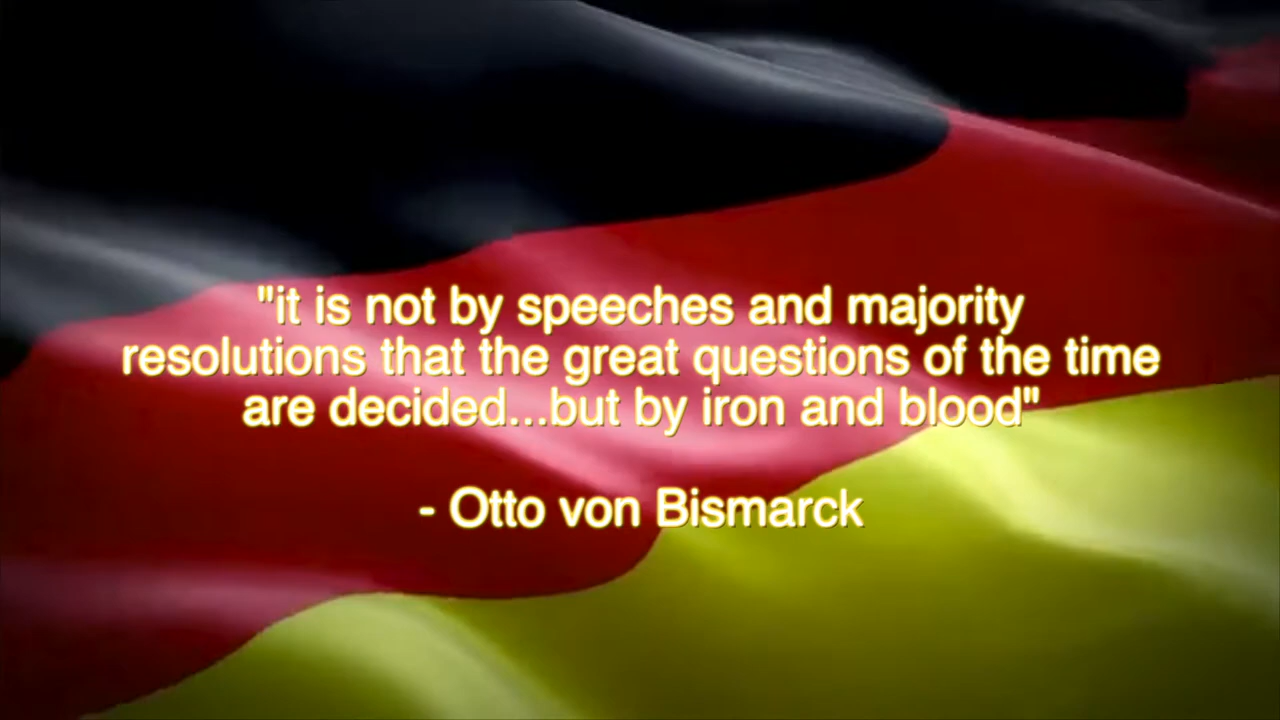 "it is not by speeches and majority
resolutions that the great questions of the time
are decided...but by iron and blood"
- Otto von Bismarck